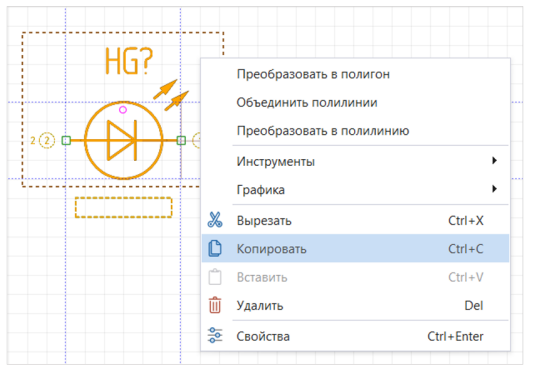 HG?
2 2
Преобразовать в полигон
Объединить полилинии
Преобразовать в полилинию
Инструменты
Графика
Вырезать Ctrl+X
Копировать Ctrl+C
Вставить Ctrl+V
Удалить Del
Свойства Ctrl+Enter